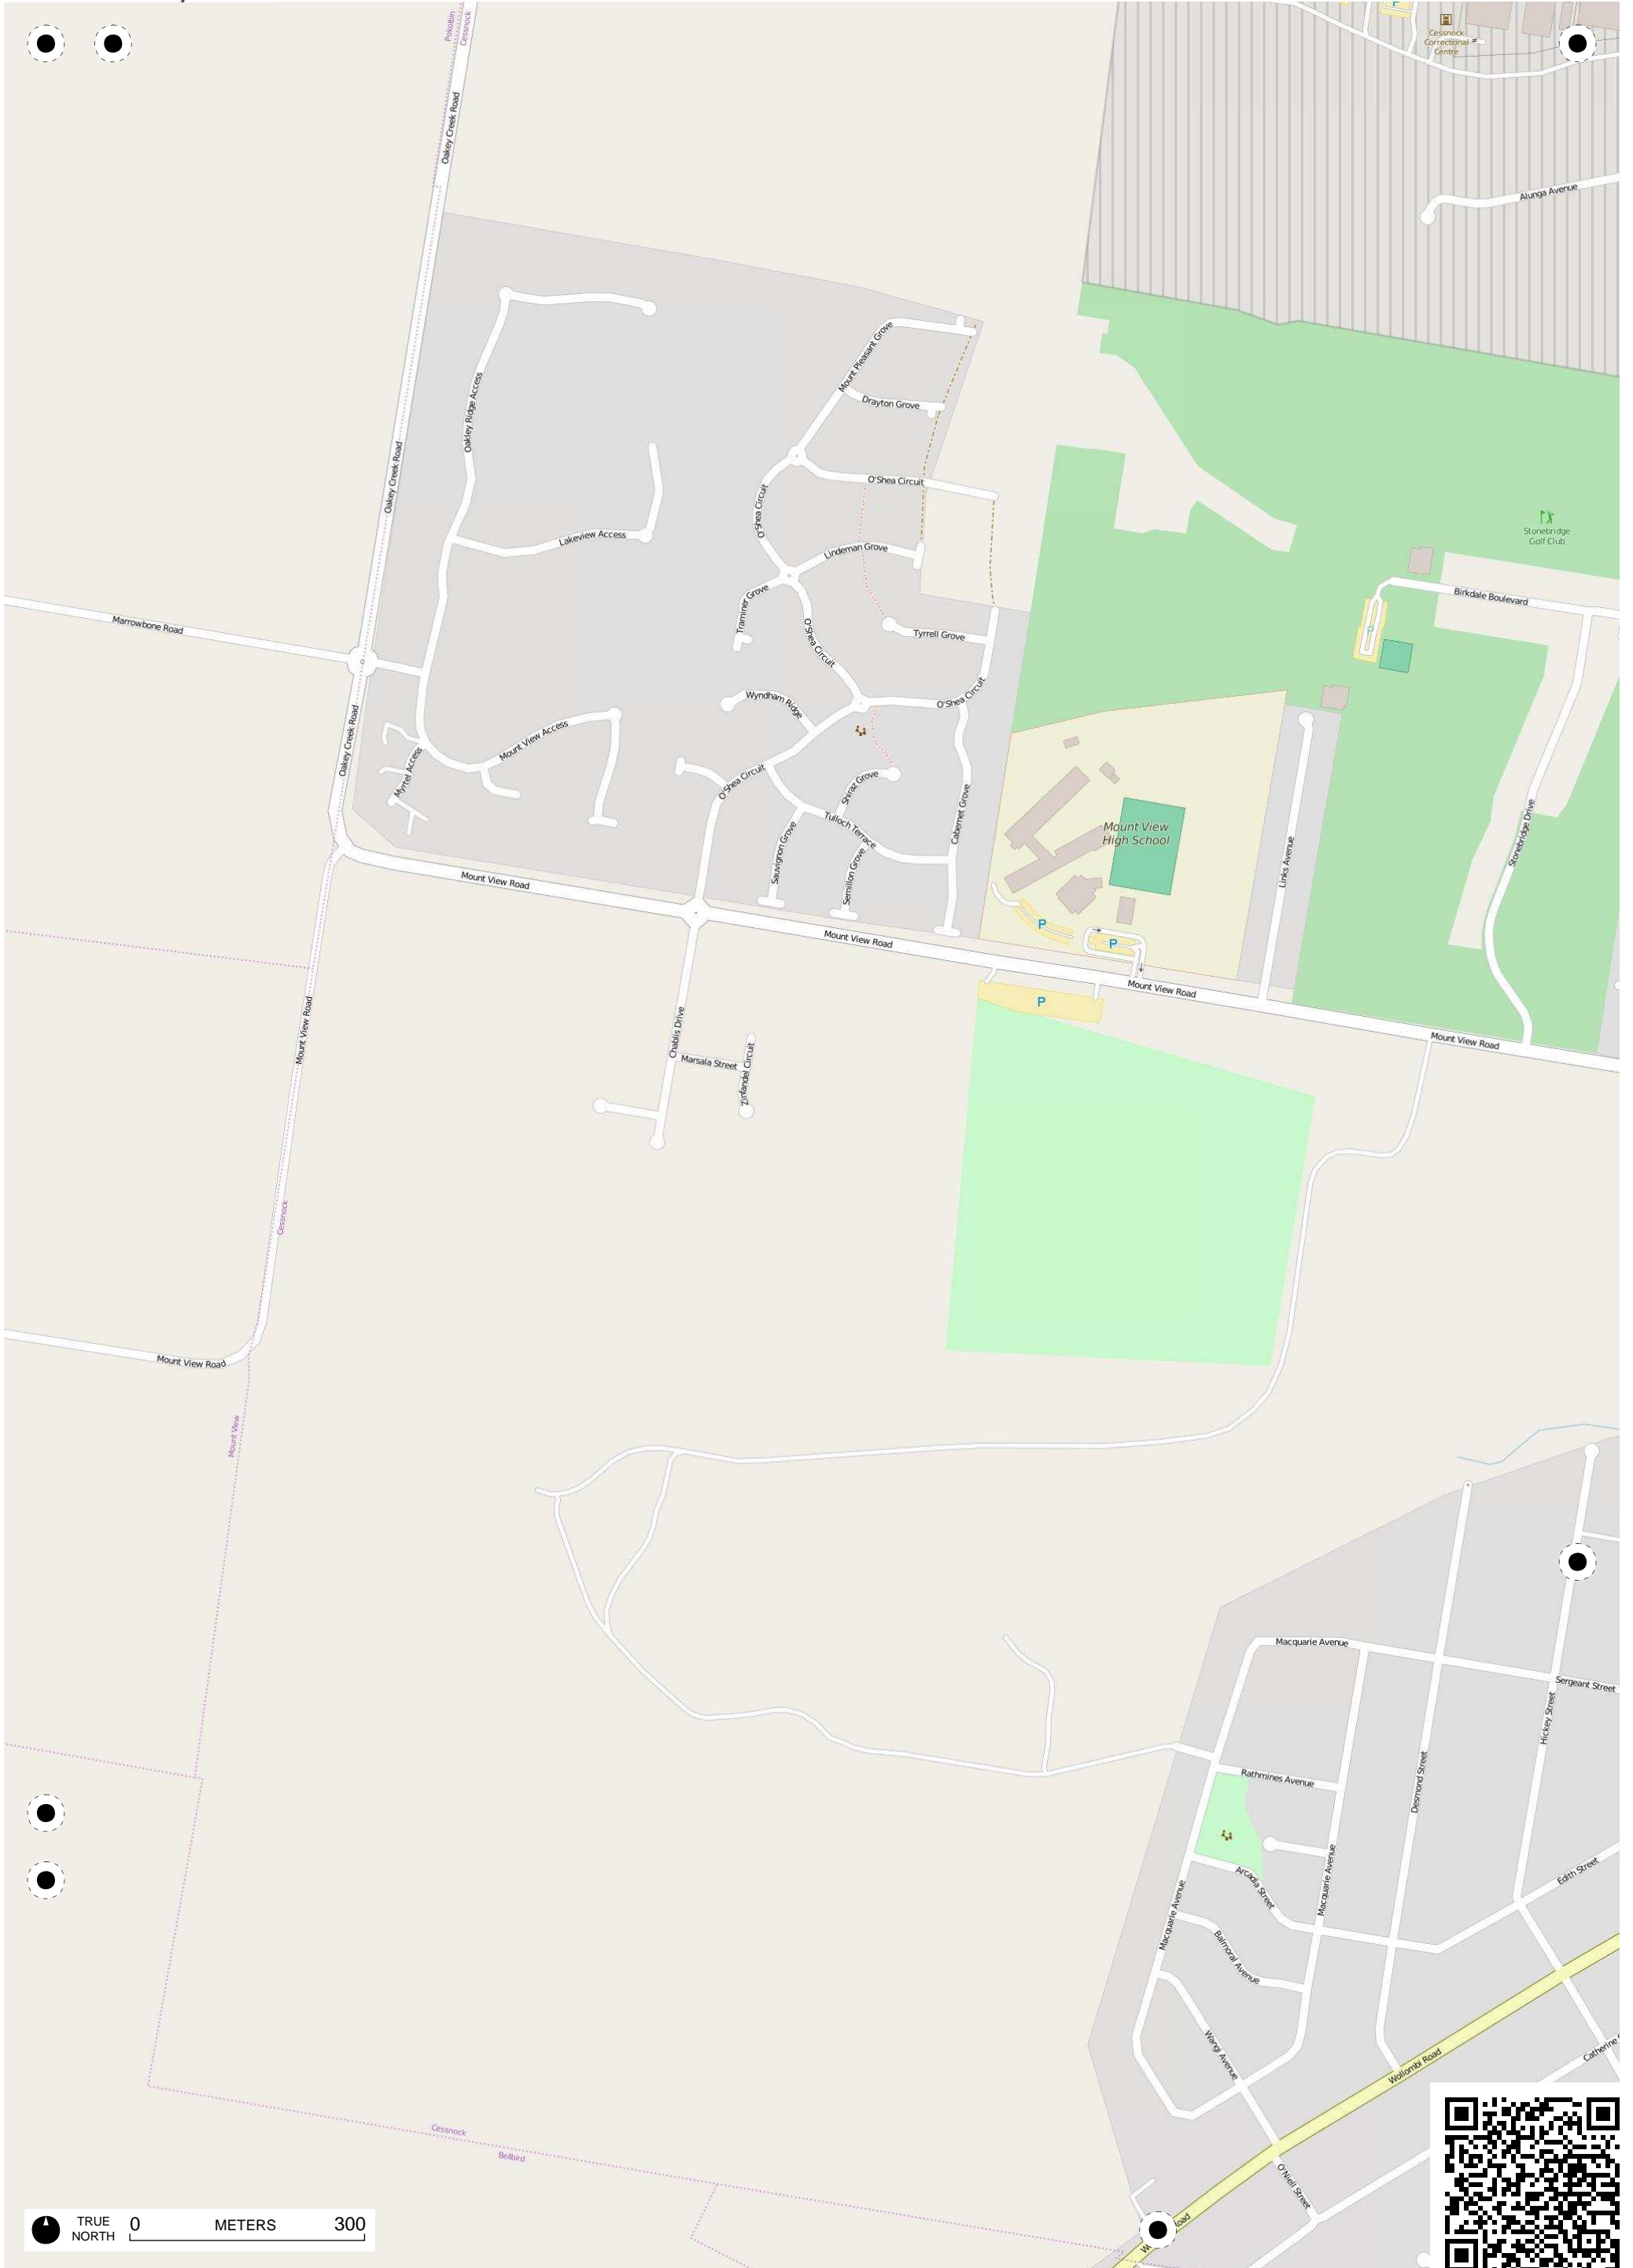 Pokolbin
Cessnock
Oakey Creek Road
P
Cessnock
Correctional
Centre
Alunga Avenue
Mount Pleasant Grove
Drayton Grove
Oakley Ridge Access
Oakey Creek Road
O'Shea Circuit
O'Shea Circuit
Lakeview Access
Lindeman Grove
Stonebridge
Golf Club
Birkdale Boulevard
Traminer Grove
Marrowbone Road
O'Shea Circuit
Tyrrell Grove
P
O'Shea Circuit
Wyndham Ridge
Oakey Creek Road
Mount View Access
Myrtel Access
O'Shea Circuit
Shiraz Grove
Tulloch Terrace
Cabernet Grove
Mount View
High School
Stonebridge Drive
Links Avenue
Sauvignon Grove
Semillon Grove
Mount View Road
P
P
Mount View Road
Mount View Road
P
Mount View Road
Mount View Road
Chablis Drive
Marsala Street
Zinfandel Circuit
Cessnock
Mount View Road
Mount View
Macquarie Avenue
Sergeant Street
Hickey Street
Rathmines Avenue
Desmond Street
Arcadia Street
Macquarie Avenue
Edith Street
Macquarie Avenue
Balmoral Avenue
Wangi Avenue
Wollombi Road
Catherine
Cessnock
Bellbird
O'Niell Street
TRUE
NORTH
0 METERS 300